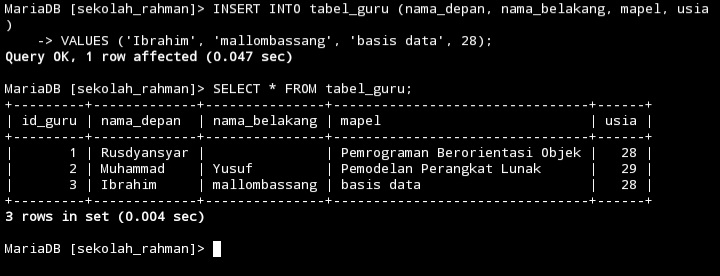 MariaDB [sekolah_rahman]> INSERT INTO tabel_guru (nama_depan, nama_belakang, mapel, usia
)
    -> VALUES ('Ibrahim', 'mallombassang', 'basis data', 28);
Query OK, 1 row affected (0.047 sec)

MariaDB [sekolah_rahman]> SELECT * FROM tabel_guru;
+---------+------------+---------------+-------------------------------+------+
| id_guru | nama_depan | nama_belakang | mapel                         | usia |
+---------+------------+---------------+-------------------------------+------+
|       1 | Rusdyansyar |               | Pemrograman Berorientasi Objek |   28 |
|       2 | Muhammad   | Yusuf         | Pemodelan Perangkat Lunak     |   29 |
|       3 | Ibrahim    | mallombassang | basis data                    |   28 |
+---------+------------+---------------+-------------------------------+------+
3 rows in set (0.004 sec)

MariaDB [sekolah_rahman]>